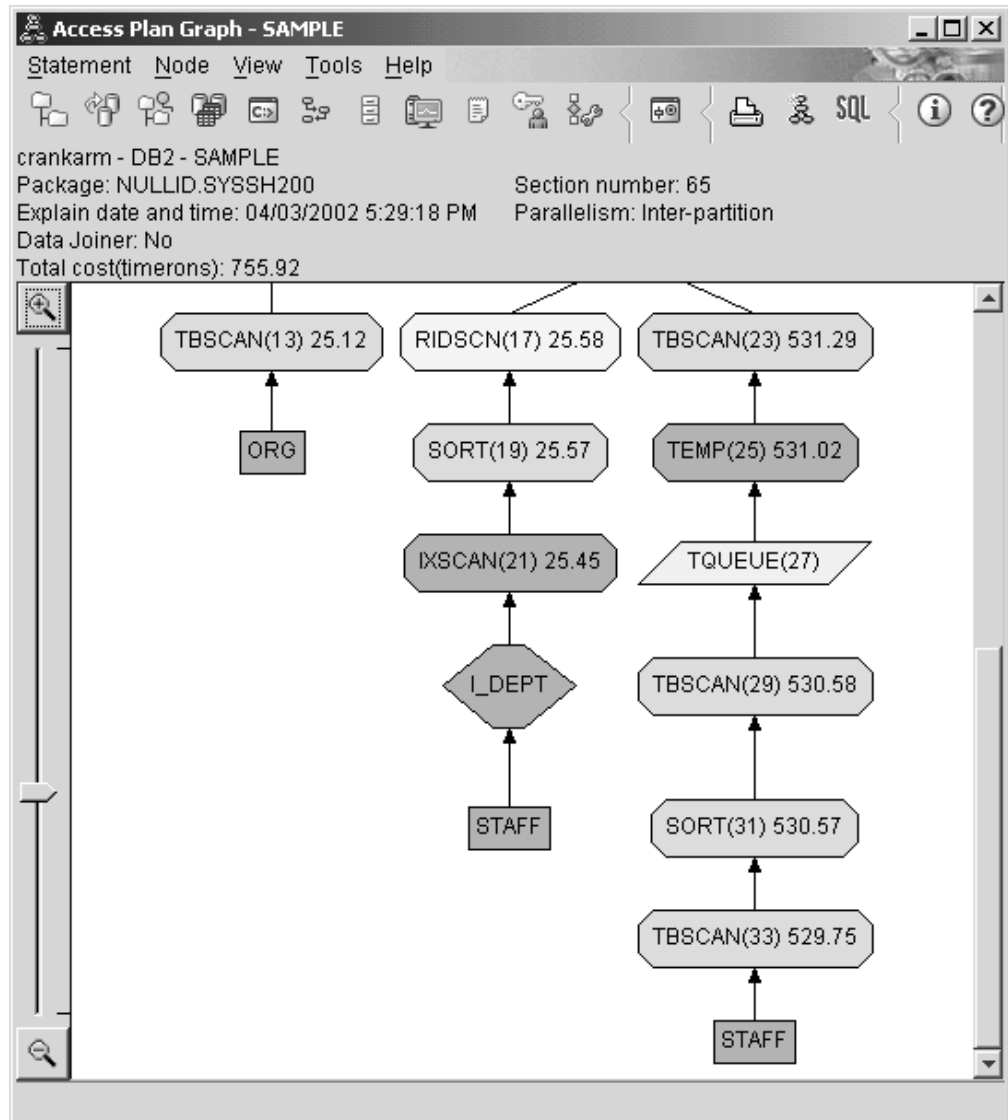 Access Plan Graph - SAMPLE
Statement Node View Tools Help
C:> SQL
crankarm - DB2 - SAMPLE
Package: NULLID.SYSSH200 Section number: 65
Explain date and time: 04/03/2002 5:29:18 PM Parallelism: Inter-partition
Data Joiner: No
Total cost(timerons): 755.92
TBSCAN(13) 25.12 RIDSCN(17) 25.58 TBSCAN(23) 531.29
ORG SORT(19) 25.57 TEMP(25) 531.02
IXSCAN(21) 25.45 TQUEUE(27)
I_DEPT TBSCAN(29) 530.58
STAFF SORT(31) 530.57
TBSCAN(33) 529.75
STAFF